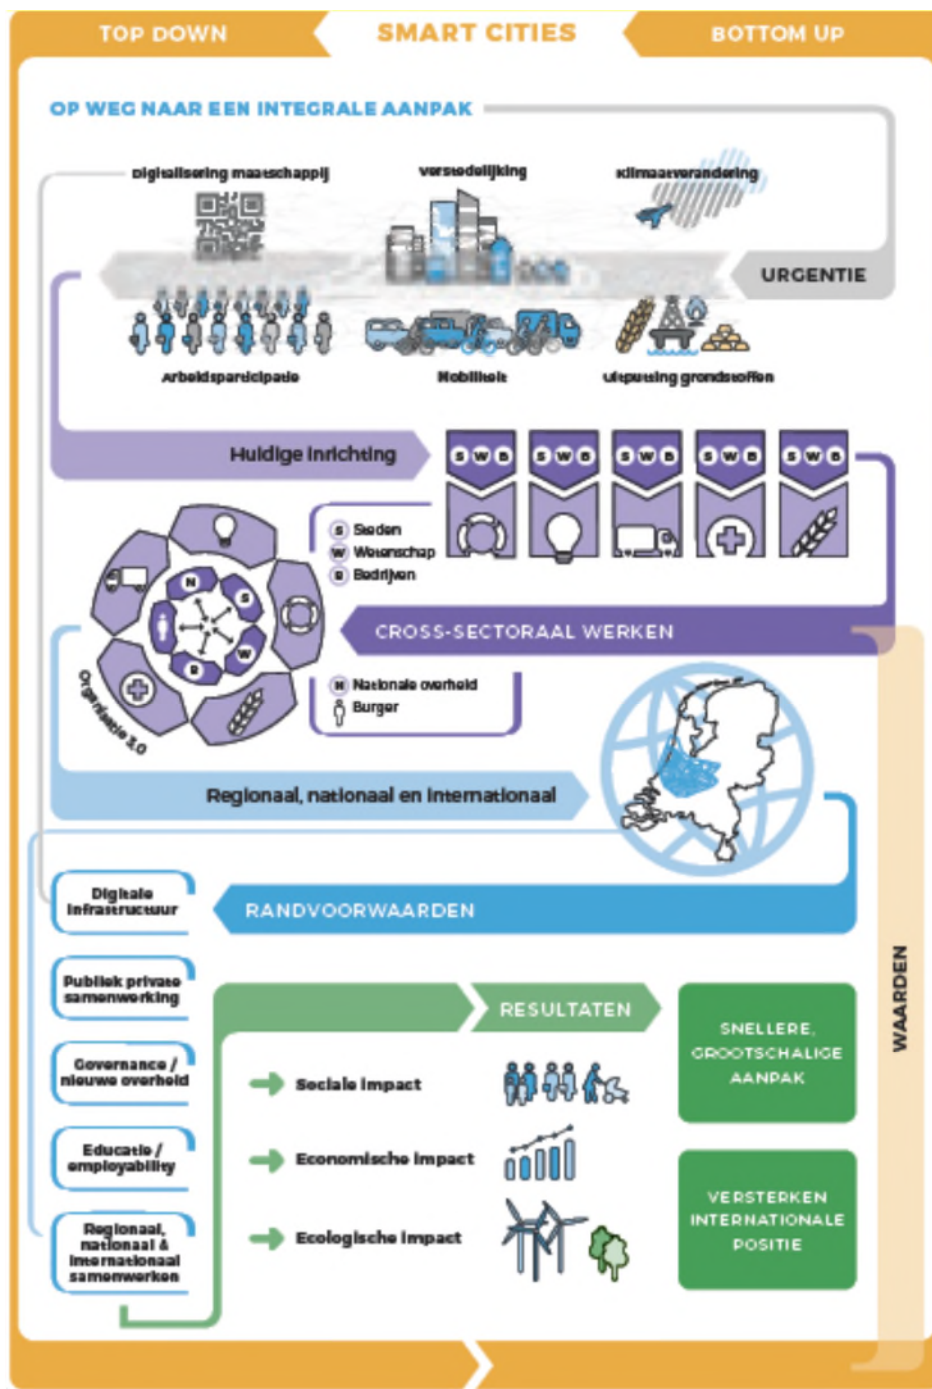 TOP DOWN
SMART CITIES
BOTTOM UP
OP WEG NAAR EEN INTEGRALE AANPAK
Digitalisering maatschappij
Verstedelijking
Klimaatverandering
URGENTIE
Arbeidsparticipatie
Mobiliteit
Uitputting grondstoffen
Huidige inrichting
S W B
S W B
S W B
S W B
S W B
S Steden
W Wetenschap
B Bedrijven
N
S
W
B
Organisatie 3.0
CROSS-SECTORAAL WERKEN
N Nationale overheid
Burger
Regionaal, nationaal en internationaal
RANDVOORWAARDEN
Digitale
infrastructuur
Publiek private
samenwerking
Governance /
nieuwe overheid
Educatie /
employability
Regionaal,
nationaal &
internationaal
samenwerken
RESULTATEN
Sociale impact
Economische impact
Ecologische impact
SNELLERE,
GROOTSCHALIGE
AANPAK
VERSTERKEN
INTERNATIONALE
POSITIE
WAARDEN